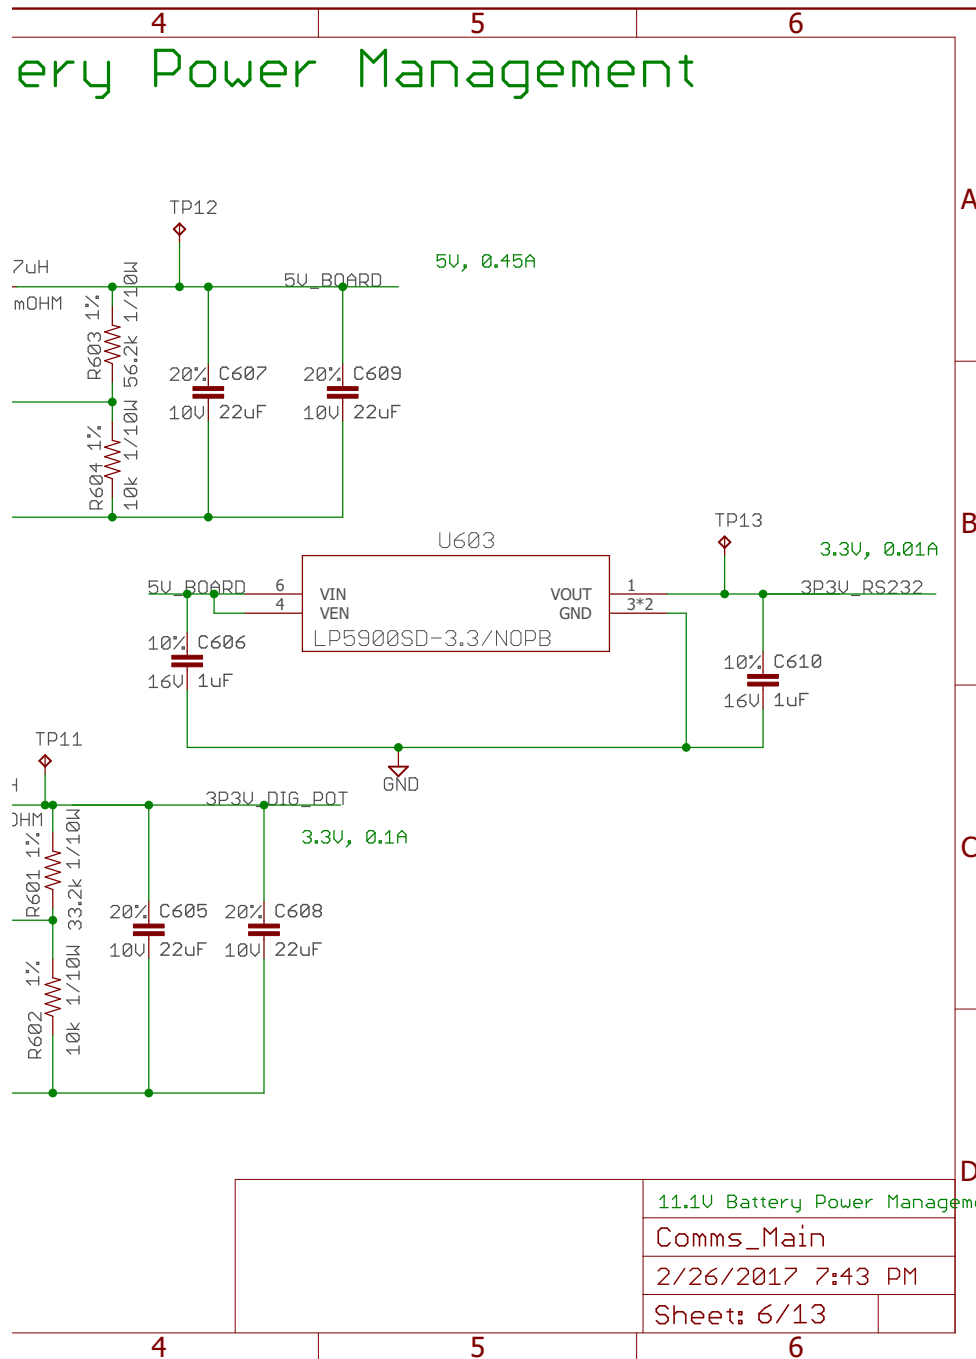 4 5 6
ery Power Management
A
TP12
7uH
mOHM
5V_BOARD
5V, 0.45A
R603 1%
56.2k 1/10W
20% C607
10V 22uF
20% C609
10V 22uF
R604 1%
10k 1/10W
B
U603
TP13
3.3V, 0.01A
5V_BOARD
6 VIN
4 VEN
VOUT 1
GND 3*2
LP5900SD-3.3/NOPB
3P3V_RS232
10% C606
16V 1uF
10% C610
16V 1uF
GND
TP11
H
OHM
3P3V_DIG_POT
3.3V, 0.1A
C
R601 1%
33.2k 1/10W
20% C605
10V 22uF
20% C608
10V 22uF
R602 1%
10k 1/10W
D
11.1V Battery Power Manageme
Comms_Main
2/26/2017 7:43 PM
Sheet: 6/13
4 5 6